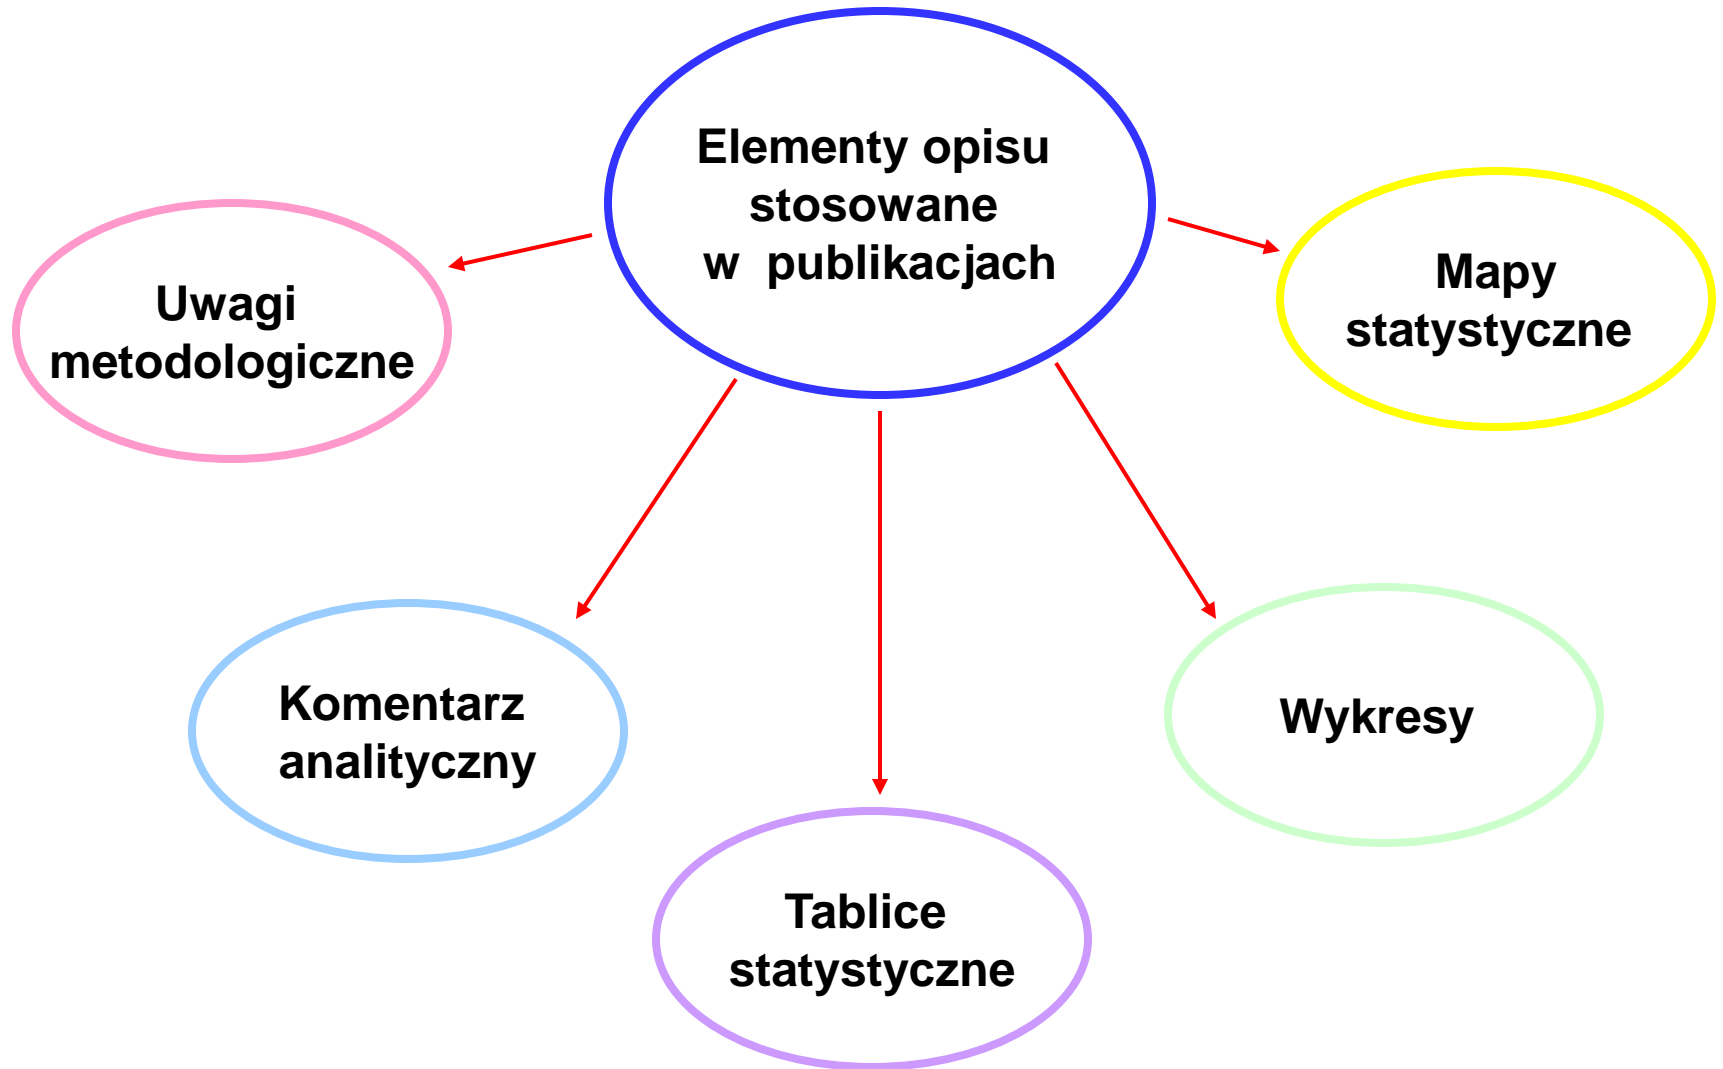 Elementy opisu
stosowane
w publikacjach
Uwagi
metodologiczne
Mapy
statystyczne
Komentarz
analityczny
Wykresy
Tablice
statystyczne